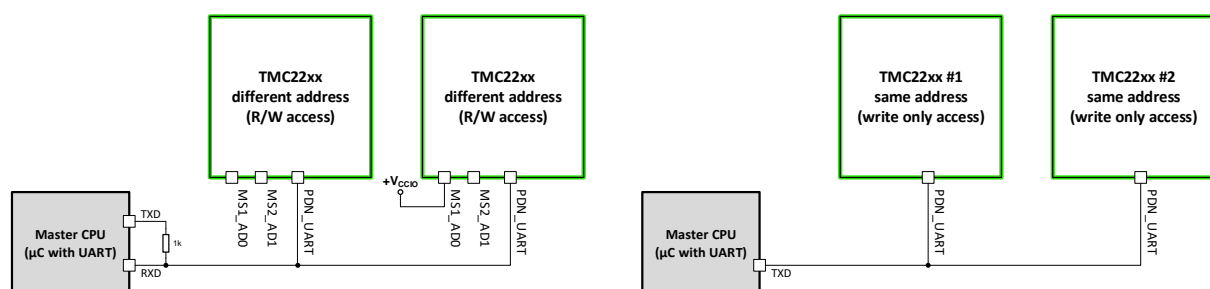 TMC22xx
different address
(R/W access)
TMC22xx
different address
(R/W access)
+VCCIO
MS1_AD0
MS2_AD1
PDN_UART
MS1_AD0
MS2_AD1
PDN_UART
Master CPU
(µC with UART)
TXD
1k
RXD
TMC22xx #1
same address
(write only access)
TMC22xx #2
same address
(write only access)
PDN_UART
PDN_UART
Master CPU
(µC with UART)
TXD